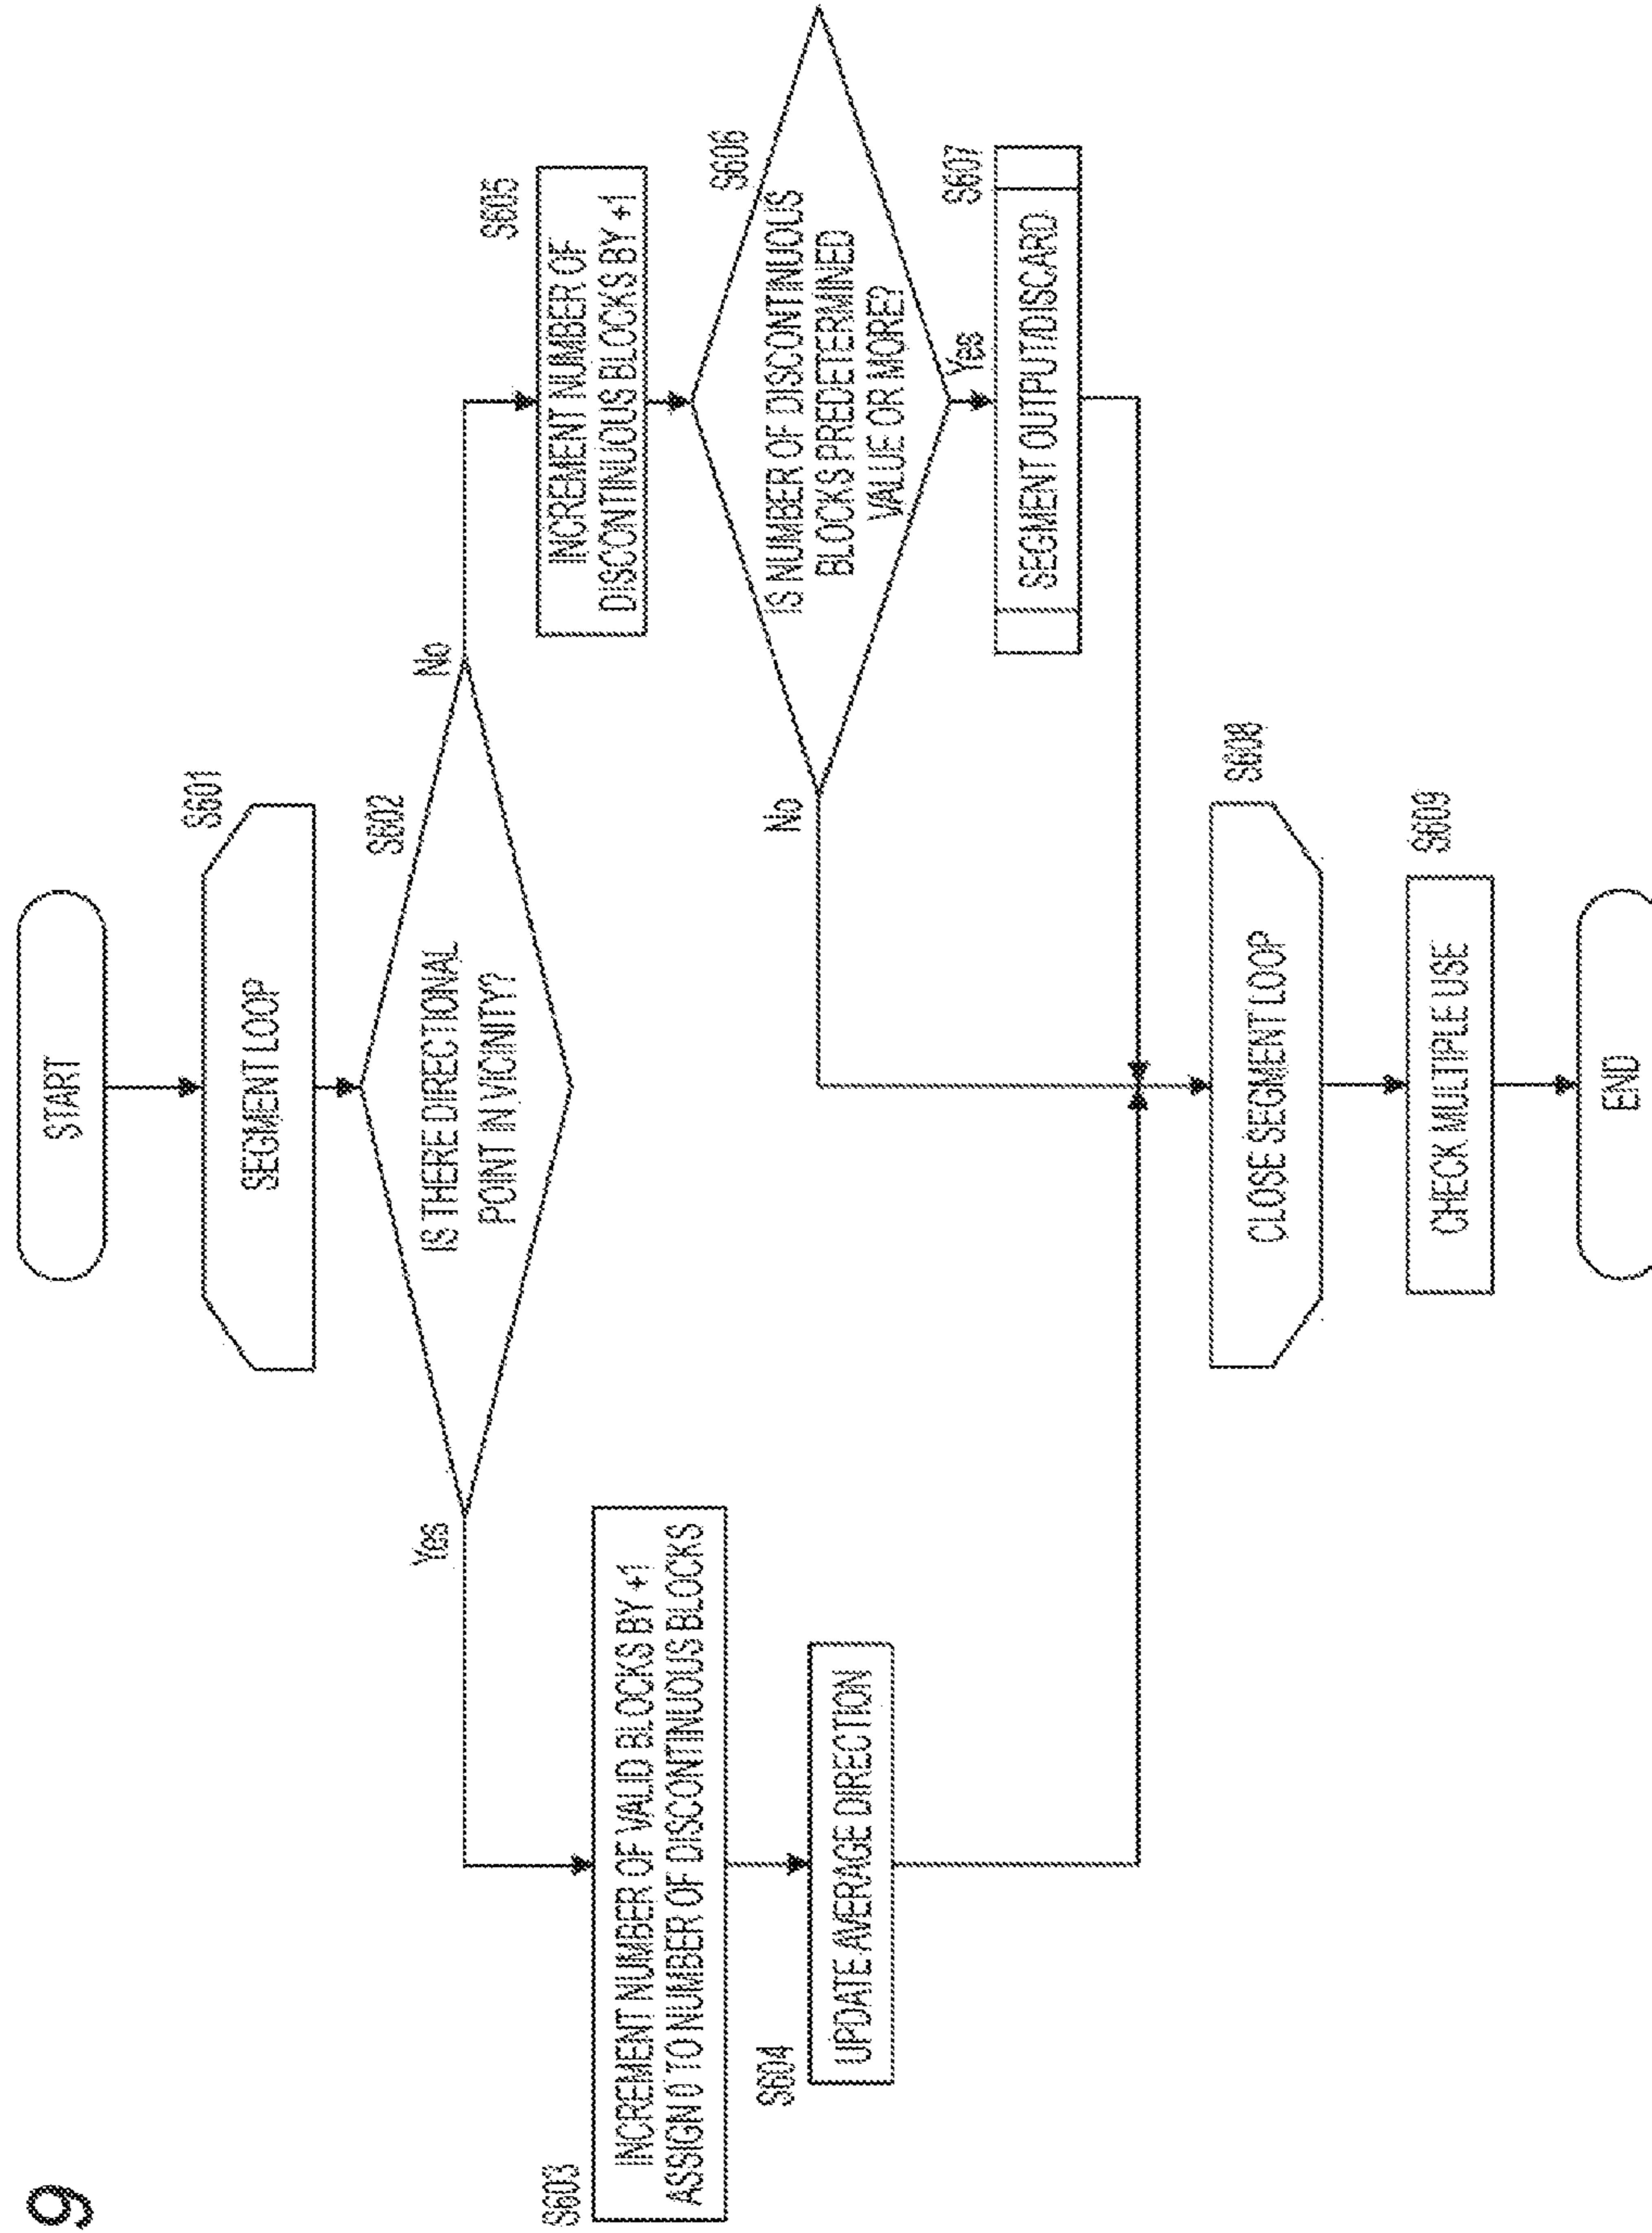 9
START
S601
SEGMENT LOOP
S602
IS THERE DIRECTIONAL
POINT IN VICINITY?
Yes
No
S603
INCREMENT NUMBER OF VALID BLOCKS BY +1
ASSIGN 0 TO NUMBER OF DISCONTINUOUS BLOCKS
S604
UPDATE AVERAGE DIRECTION
S605
INCREMENT NUMBER OF
DISCONTINUOUS BLOCKS BY +1
S606
IS NUMBER OF DISCONTINUOUS
BLOCKS PREDETERMINED
VALUE OR MORE?
No
Yes
S607
SEGMENT OUTPUT/DISCARD
S608
CLOSE SEGMENT LOOP
S609
CHECK MULTIPLE USE
END